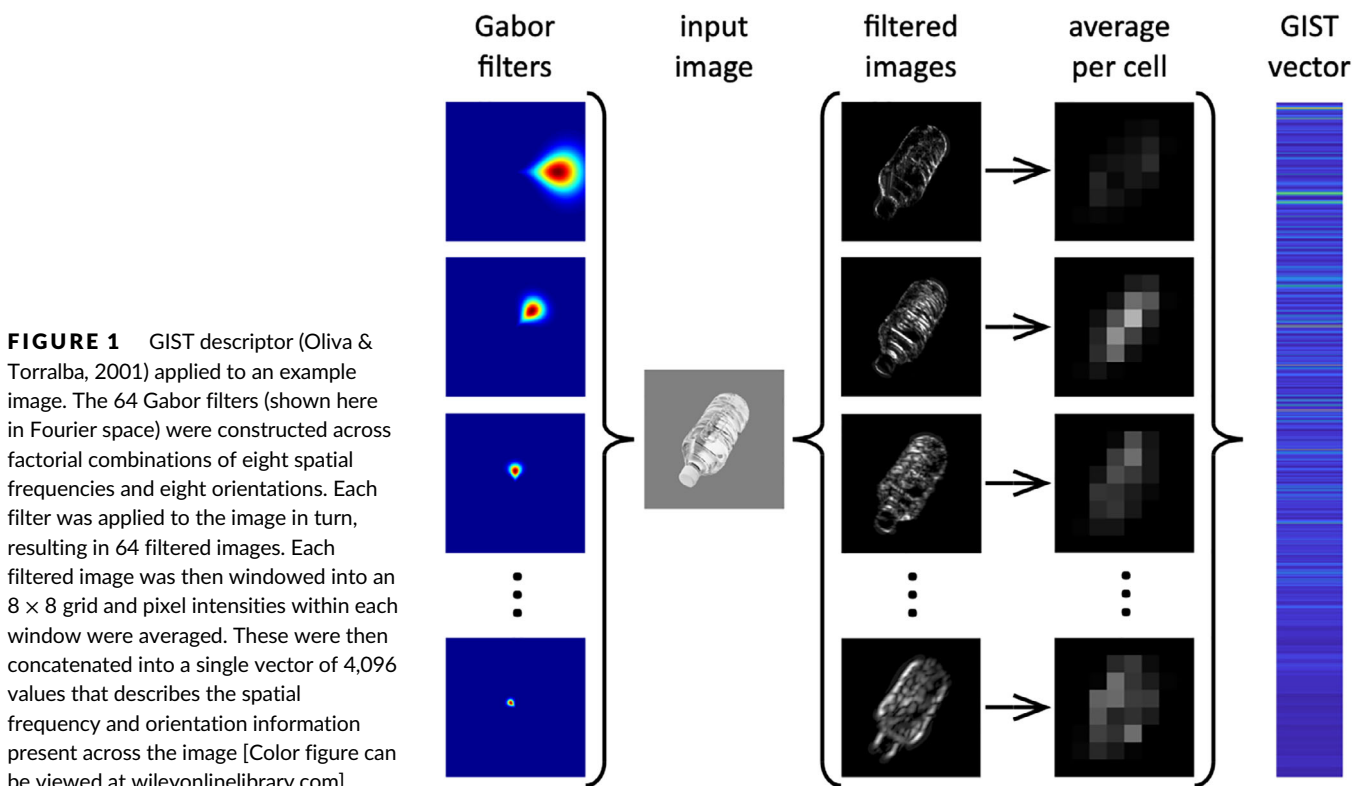 Gabor
filters
input
image
filtered
images
average
per cell
GIST
vector
FIGURE 1 GIST descriptor (Oliva &
Torralba, 2001) applied to an example
image. The 64 Gabor filters (shown here
in Fourier space) were constructed across
factorial combinations of eight spatial
frequencies and eight orientations. Each
filter was applied to the image in turn,
resulting in 64 filtered images. Each
filtered image was then windowed into an
8 × 8 grid and pixel intensities within each
window were averaged. These were then
concatenated into a single vector of 4,096
values that describes the spatial
frequency and orientation information
present across the image [Color figure can
be viewed at wileyonlinelibrary.com]